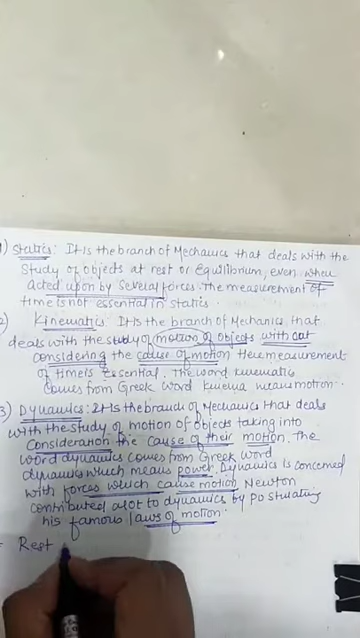 1) Statics: It is the branch of Mechanics that deals with the
study of objects at rest or Equilibrium, even when
acted upon by several forces. The measurement of
time is not essential in statics.
2) Kinematics: It is the branch of Mechanics that
deals with the study of motion of objects with out
considering the cause of motion Here measurement
of time is Essential. The word kinematic
comes from Greek word kinema means motion.
3) Dynamics: It is the branch of Mechanics that deals
with the study of motion of objects taking into
Consideration the cause of their motion. The
word dynamics comes from Greek word
dynamis which means power. Dynamics is concerned
with forces which cause motion Newton
contributed a lot to dynamics by postulating
his famous laws of motion.
Rest